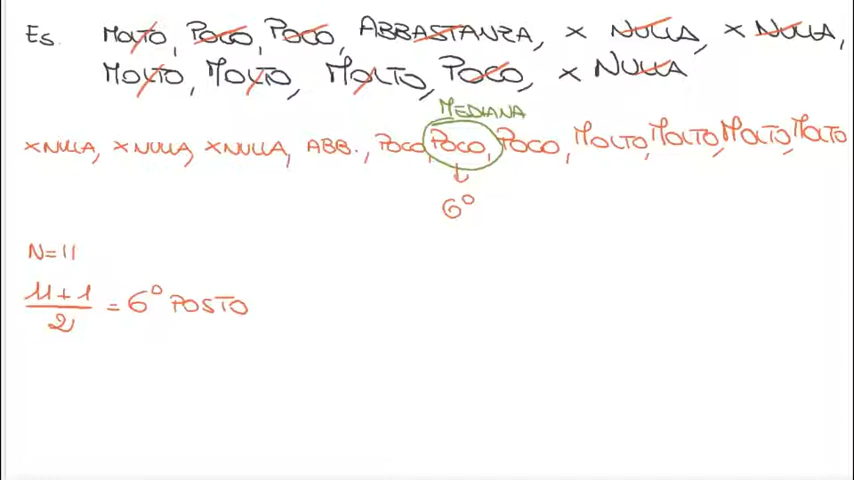 Es. MOLTO, POCO, POCO, ABBASTANZA, X NULLA, X NULLA,
MOLTO, MOLTO, MOLTO, POCO, X NULLA
MEDIANA
X NULLA, X NULLA, X NULLA, ABB., POCO, POCO, POCO, MOLTO, MOLTO, MOLTO, MOLTO
6°
N=11
11+1
2
= 6° POSTO